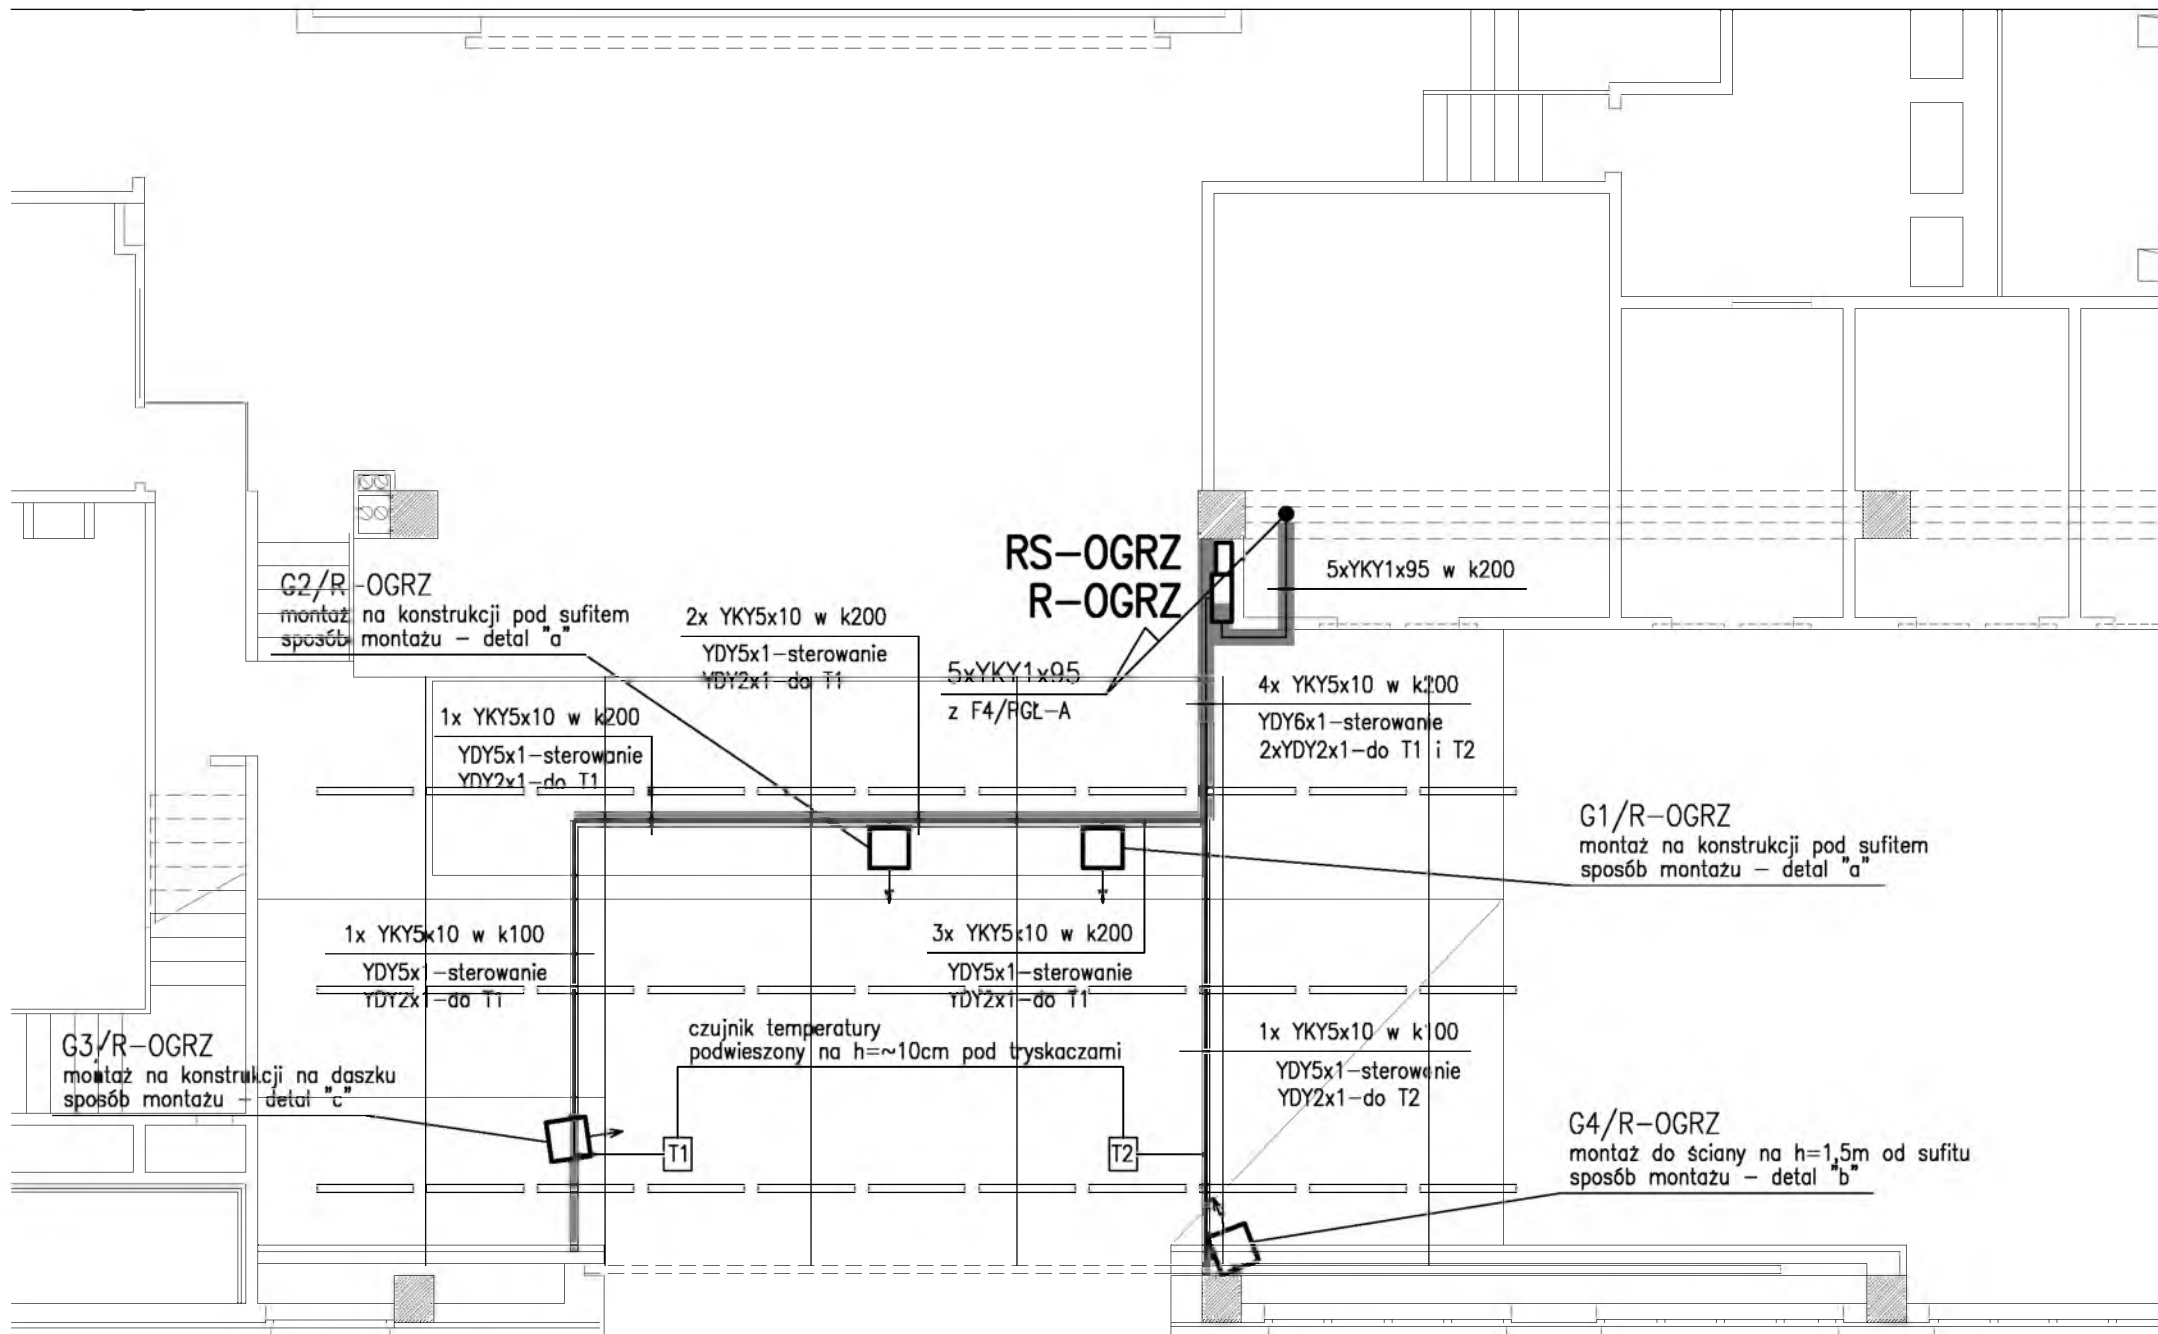 RS-OGRZ
R-OGRZ
5xYKY1x95 w k200
G2/R-OGRZ
montaż na konstrukcji pod sufitem
sposób montażu - detal "a"
2x YKY5x10 w k200
YDY5x1-sterowanie
YDY2x1-do T1
5xYKY1x95
z F4/RGŁ-A
4x YKY5x10 w k200
YDY6x1-sterowanie
2xYDY2x1-do T1 i T2
1x YKY5x10 w k200
YDY5x1-sterowanie
YDY2x1-do T1
G1/R-OGRZ
montaż na konstrukcji pod sufitem
sposób montażu - detal "a"
1x YKY5x10 w k100
YDY5x1-sterowanie
YDY2x1-do T1
3x YKY5x10 w k200
YDY5x1-sterowanie
YDY2x1-do T1
G3/R-OGRZ
montaż na konstrukcji na daszku
sposób montażu - detal "c"
czujnik temperatury
podwieszony na h=~10cm pod tryskaczami
1x YKY5x10 w k100
YDY5x1-sterowanie
YDY2x1-do T2
T1
T2
G4/R-OGRZ
montaż do ściany na h=1,5m od sufitu
sposób montażu - detal "b"